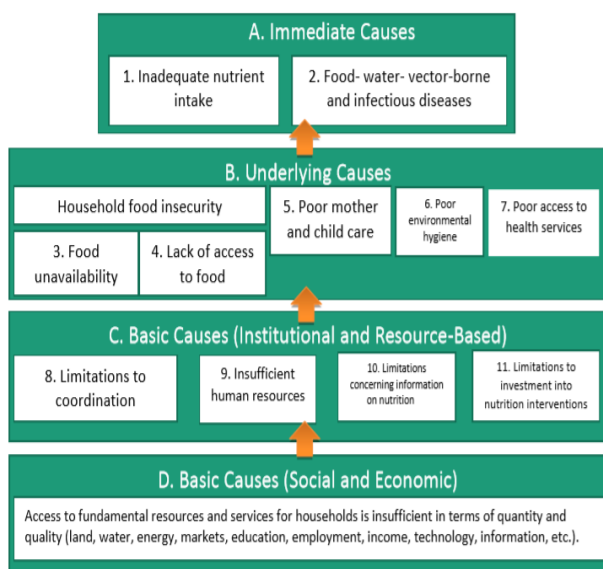 A. Immediate Causes
1. Inadequate nutrient
intake
2. Food- water- vector-borne
and infectious diseases
B. Underlying Causes
Household food insecurity
3. Food
unavailability
4. Lack of access
to food
5. Poor mother
and child care
6. Poor
environmental
hygiene
7. Poor access to
health services
C. Basic Causes (Institutional and Resource-Based)
8. Limitations to
coordination
9. Insufficient
human resources
10. Limitations
concerning information
on nutrition
11. Limitations to
investment into
nutrition interventions
D. Basic Causes (Social and Economic)
Access to fundamental resources and services for households is insufficient in terms of quantity and
quality (land, water, energy, markets, education, employment, income, technology, information, etc.).